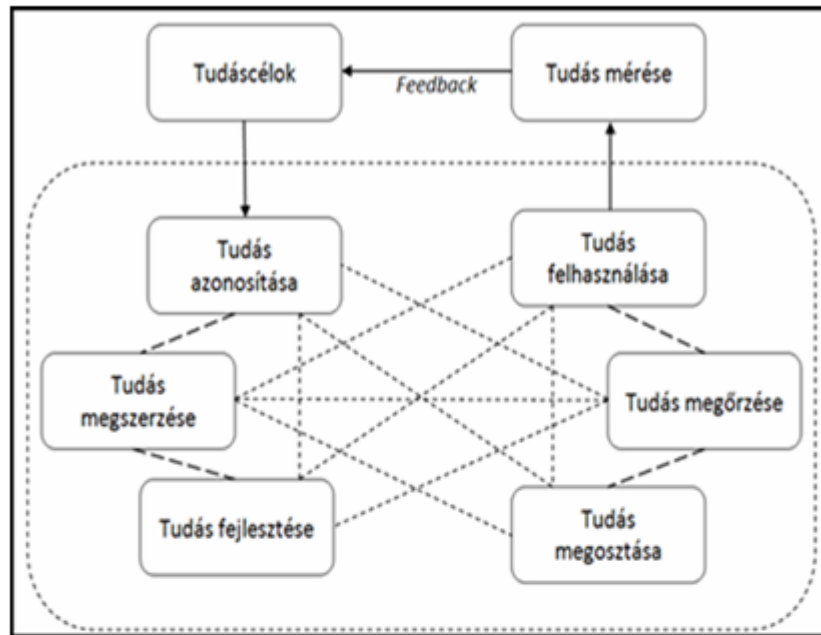 Tudáscélok
Feedback
Tudás mérése
Tudás
azonosítása
Tudás
felhasználása
Tudás
megszerzése
Tudás megőrzése
Tudás fejlesztése
Tudás
megosztása